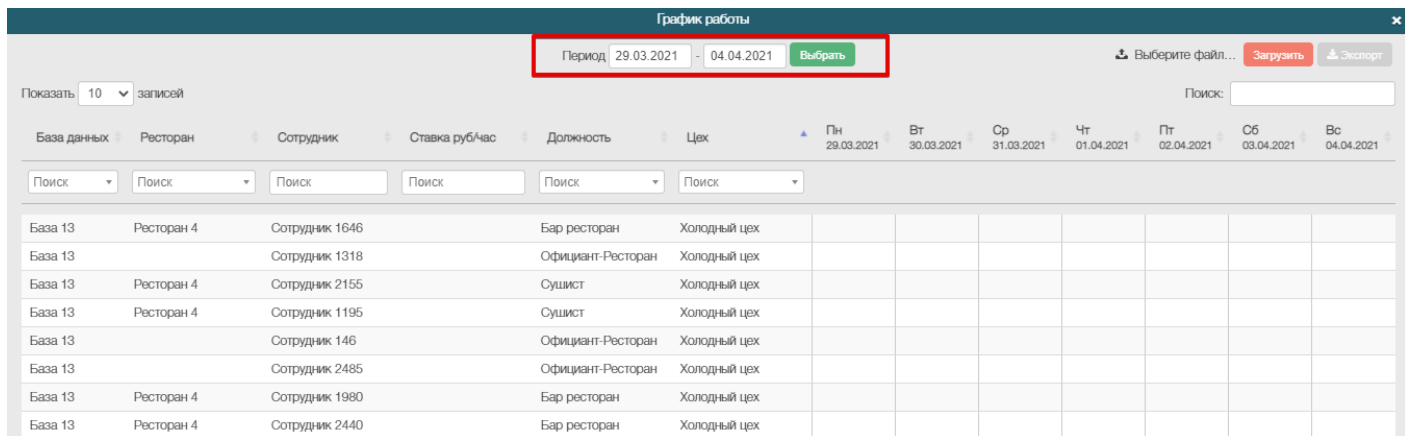 График работы ×
Период 29.03.2021 - 04.04.2021 Выбрать Выберите файл... Загрузить Экспорт
Показать 10 записей Поиск:
База данных Ресторан Сотрудник Ставка руб/час Должность Цех Пн 29.03.2021 Вт 30.03.2021 Ср 31.03.2021 Чт 01.04.2021 Пт 02.04.2021 Сб 03.04.2021 Вс 04.04.2021
Поиск Поиск Поиск Поиск Поиск Поиск
База 13 Ресторан 4 Сотрудник 1646 Бар ресторан Холодный цех
База 13 Сотрудник 1318 Официант-Ресторан Холодный цех
База 13 Ресторан 4 Сотрудник 2155 Сушист Холодный цех
База 13 Ресторан 4 Сотрудник 1195 Сушист Холодный цех
База 13 Сотрудник 146 Официант-Ресторан Холодный цех
База 13 Сотрудник 2485 Официант-Ресторан Холодный цех
База 13 Ресторан 4 Сотрудник 1980 Бар ресторан Холодный цех
База 13 Ресторан 4 Сотрудник 2440 Бар ресторан Холодный цех